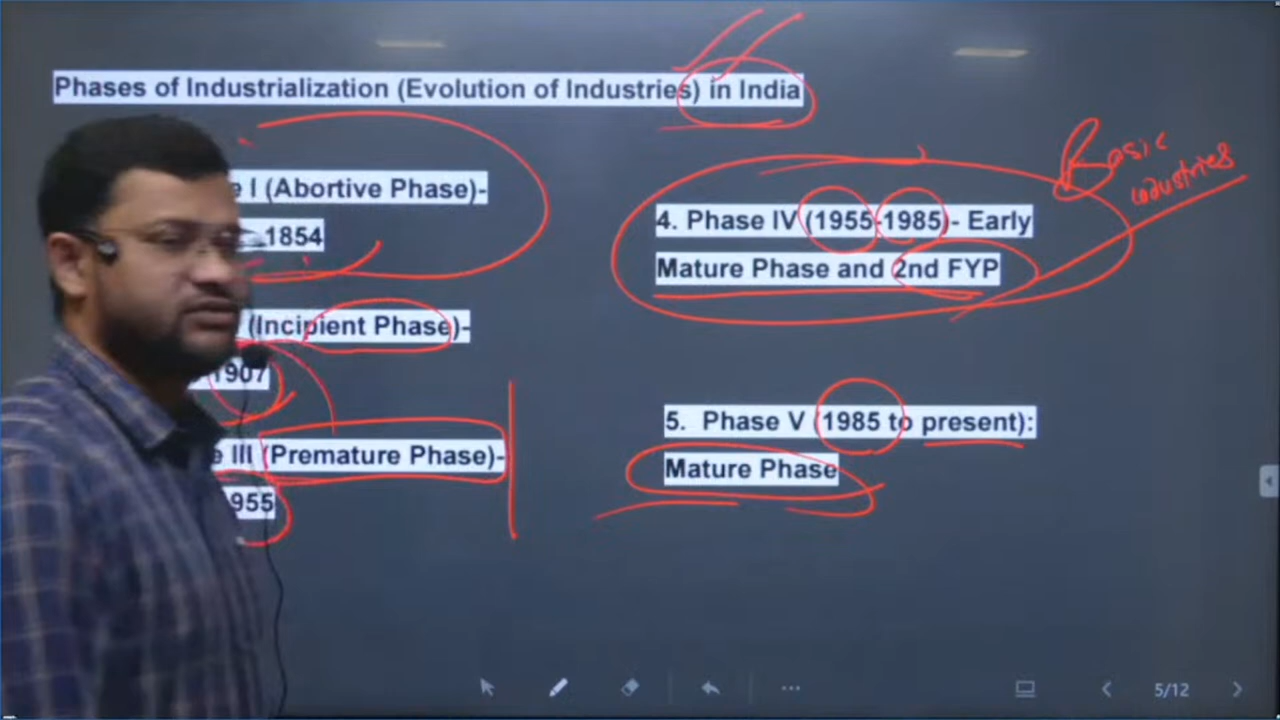 Phases of Industrialization (Evolution of Industries) in India
e I (Abortive Phase)-
1854
(Incipient Phase)-
1907
e III (Premature Phase)-
955
4. Phase IV (1955-1985)- Early
Mature Phase and 2nd FYP
Basic
industries
5. Phase V (1985 to present):
Mature Phase
5/12